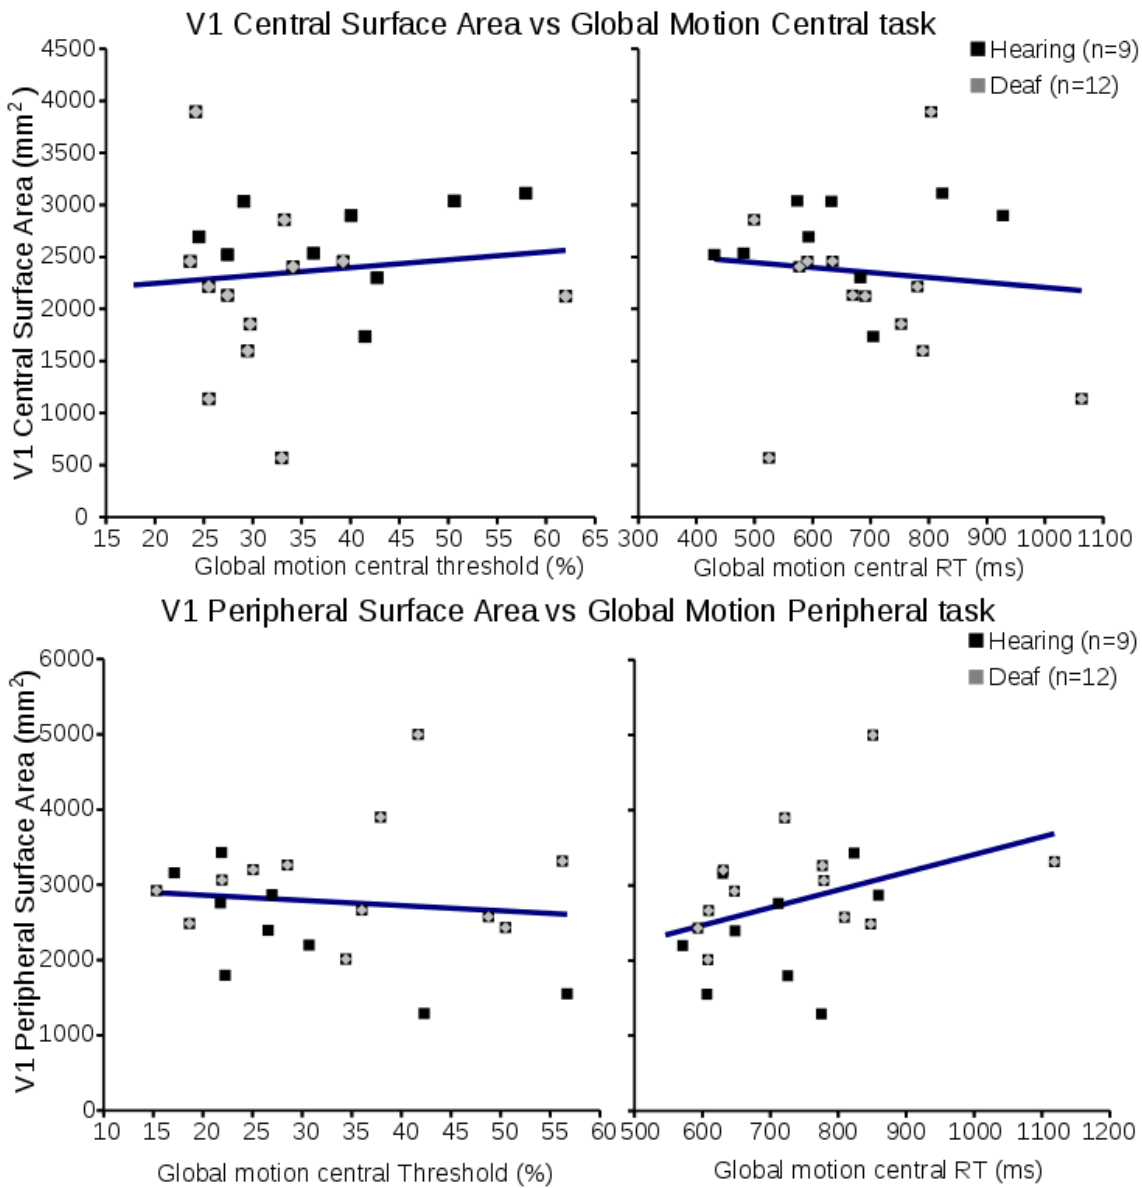 V1 Central Surface Area vs Global Motion Central task
Hearing (n=9)
Deaf (n=12)
V1 Central Surface Area (mm²)
4500
4000
3500
3000
2500
2000
1500
1000
500
0
15 20 25 30 35 40 45 50 55 60 65
Global motion central threshold (%)
300 400 500 600 700 800 900 1000 1100
Global motion central RT (ms)
V1 Peripheral Surface Area vs Global Motion Peripheral task
Hearing (n=9)
Deaf (n=12)
V1 Peripheral Surface Area (mm²)
6000
5000
4000
3000
2000
1000
0
10 15 20 25 30 35 40 45 50 55 60
Global motion central Threshold (%)
500 600 700 800 900 1000 1100 1200
Global motion central RT (ms)